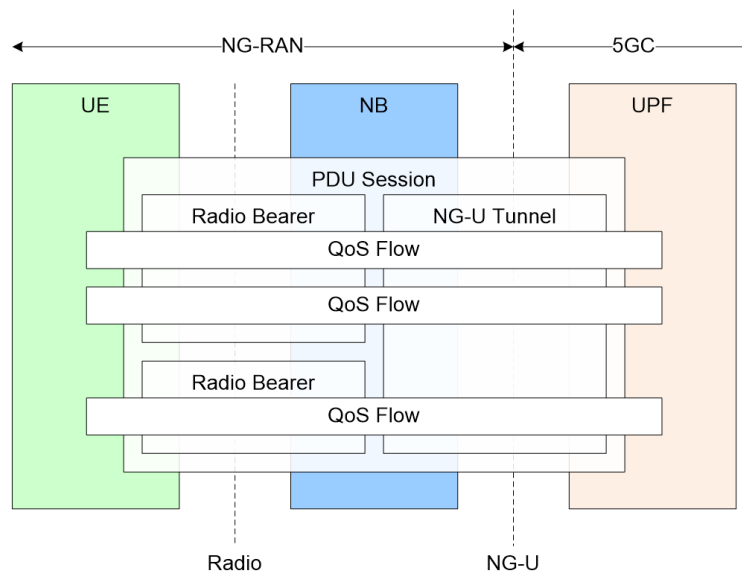 NG-RAN 5GC
UE NB UPF
PDU Session
Radio Bearer NG-U Tunnel
QoS Flow
QoS Flow
Radio Bearer
QoS Flow
Radio NG-U